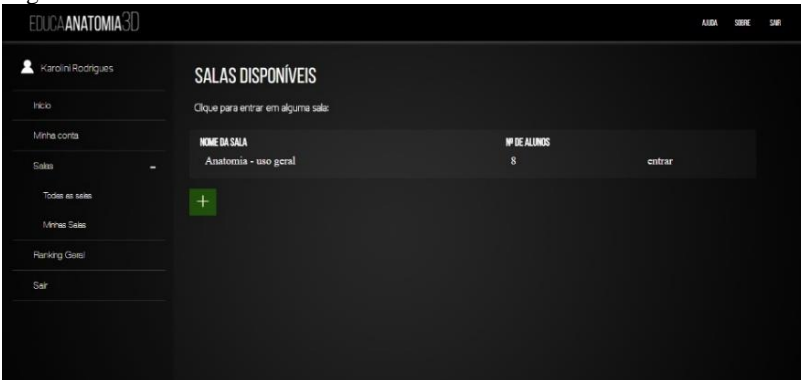 EDUCAANATOMIA3D
AJUDA SOBRE SAIR
Karolini Rodrigues
Início
Minha conta
Salas -
Todas as salas
Minhas Salas
Ranking Geral
Sair
SALAS DISPONÍVEIS
Clique para entrar em alguma sala:
NOME DA SALA Nº DE ALUNOS
Anatomia - uso geral 8 entrar
+